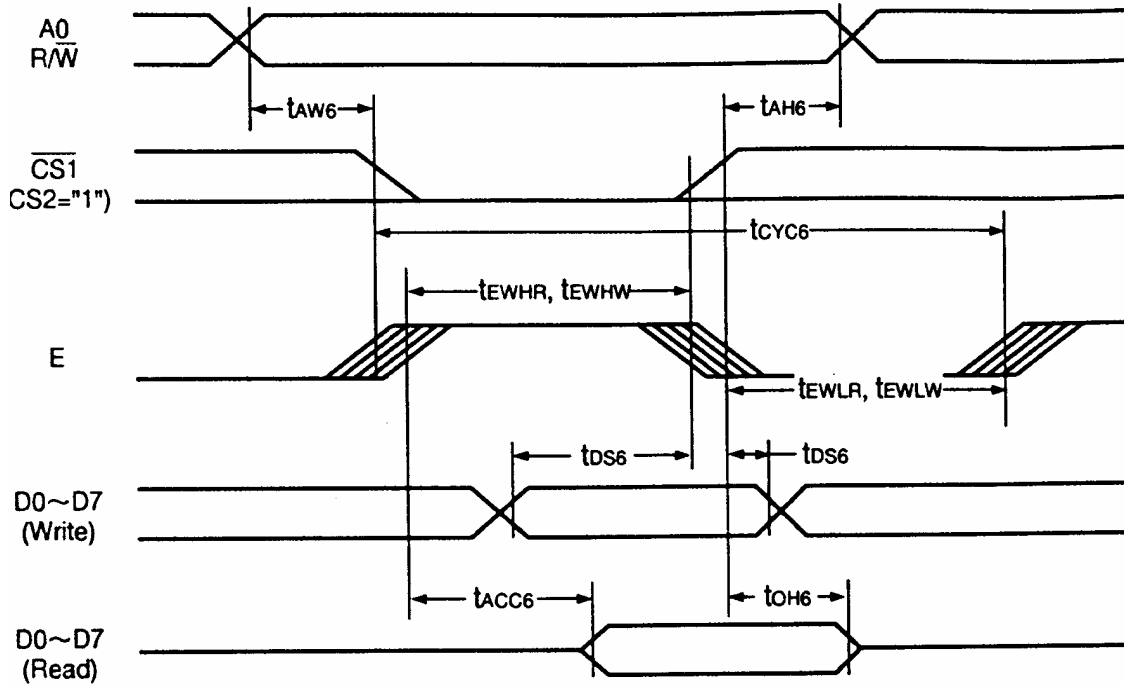 A0
R/W̅
tAW6
tAH6
C̅S̅1̅
CS2="1")
tCYC6
tEWHR, tEWHW
E
tEWLR, tEWLW
tDS6
tDS6
D0~D7
(Write)
tACC6
tOH6
D0~D7
(Read)